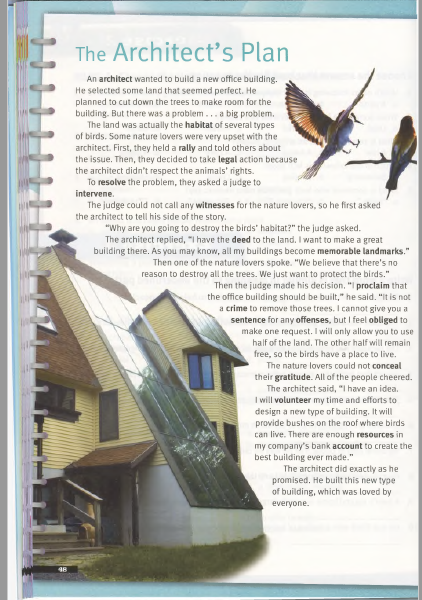 The Architect's Plan
An architect wanted to build a new office building.
He selected some land that seemed perfect. He
planned to cut down the trees to make room for the
building. But there was a problem . . . a big problem.
The land was actually the habitat of several types
of birds. Some nature lovers were very upset with the
architect. First, they held a rally and told others about
the issue. Then, they decided to take legal action because
the architect didn't respect the animals' rights.
To resolve the problem, they asked a judge to
intervene.
The judge could not call any witnesses for the nature lovers, so he first asked
the architect to tell his side of the story.
"Why are you going to destroy the birds' habitat?" the judge asked.
The architect replied, "I have the deed to the land. I want to make a great
building there. As you may know, all my buildings become memorable landmarks."
Then one of the nature lovers spoke. "We believe that there's no
reason to destroy all the trees. We just want to protect the birds."
Then the judge made his decision. "I proclaim that
the office building should be built," he said. "It is not
a crime to remove those trees. I cannot give you a
sentence for any offenses, but I feel obliged to
make one request. I will only allow you to use
half of the land. The other half will remain
free, so the birds have a place to live.
The nature lovers could not conceal
their gratitude. All of the people cheered.
The architect said, "I have an idea.
I will volunteer my time and efforts to
design a new type of building. It will
provide bushes on the roof where birds
can live. There are enough resources in
my company's bank account to create the
best building ever made."
The architect did exactly as he
promised. He built this new type
of building, which was loved by
everyone.
48